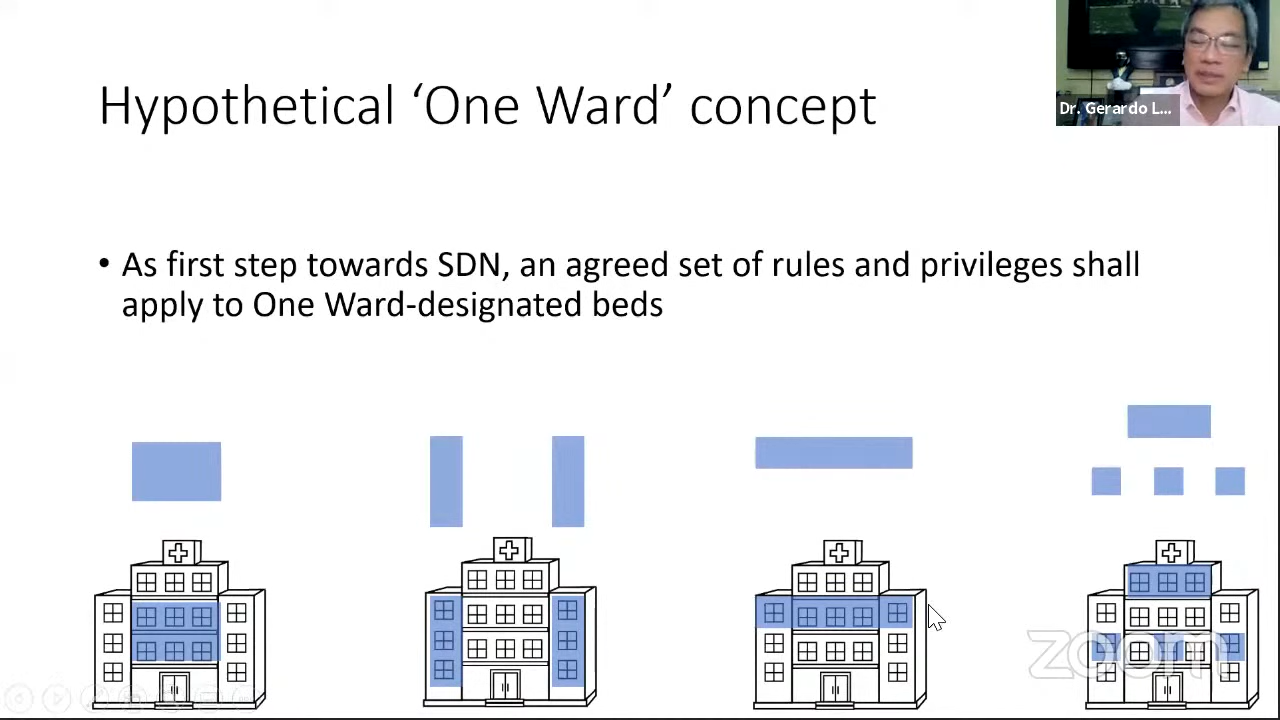 Hypothetical ‘One Ward’ concept
Dr. Gerardo L...
• As first step towards SDN, an agreed set of rules and privileges shall
apply to One Ward-designated beds
zoom